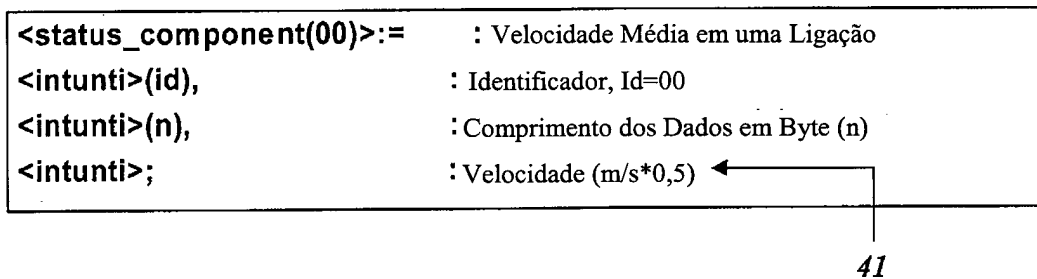 <status_component(00)>:= : Velocidade Média em uma Ligação
<intunti>(id), : Identificador, Id=00
<intunti>(n), : Comprimento dos Dados em Byte (n)
<intunti>; : Velocidade (m/s*0,5)
41